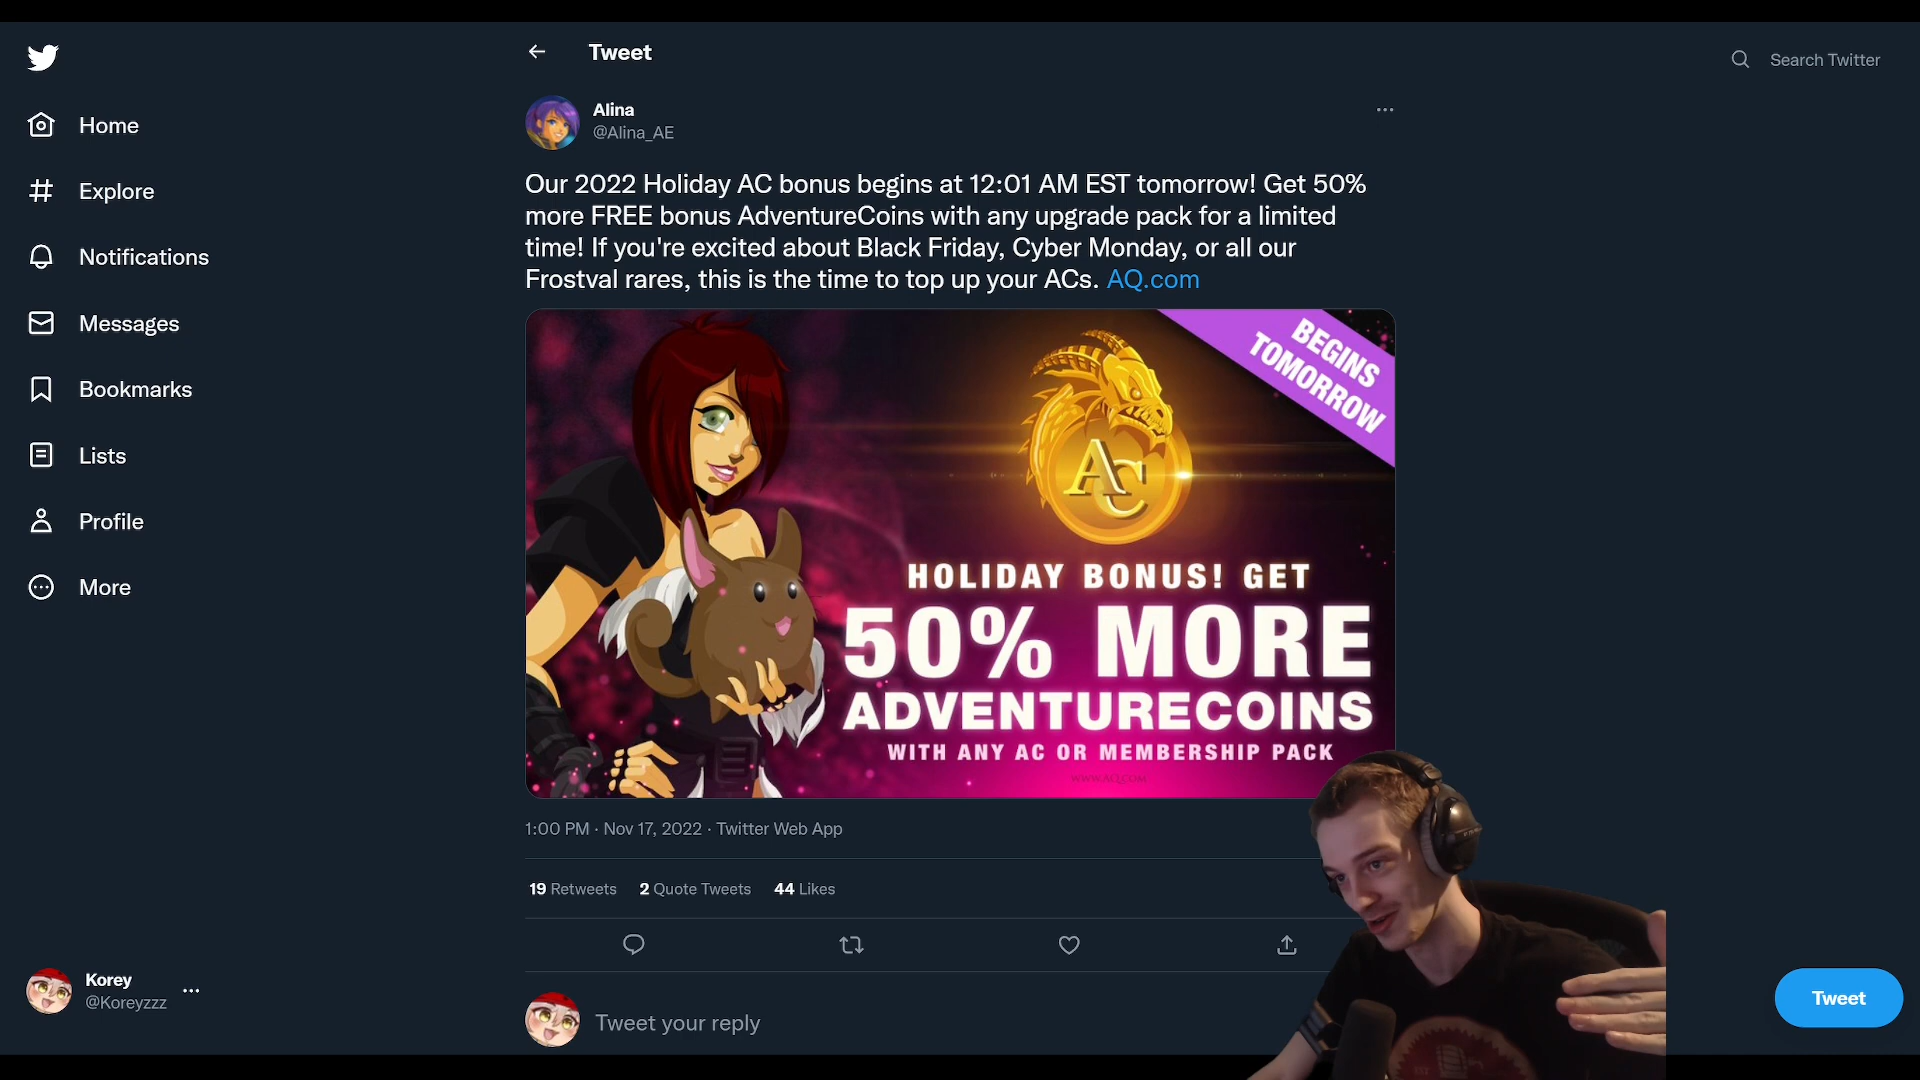 Tweet
Search Twitter
Home
Explore
Notifications
Messages
Bookmarks
Lists
Profile
More
Korey
@Koreyzzz
Alina
@Alina_AE
Our 2022 Holiday AC bonus begins at 12:01 AM EST tomorrow! Get 50%
more FREE bonus AdventureCoins with any upgrade pack for a limited
time! If you're excited about Black Friday, Cyber Monday, or all our
Frostval rares, this is the time to top up your ACs. AQ.com
BEGINS
TOMORROW
AC
HOLIDAY BONUS! GET
50% MORE
ADVENTURECOINS
WITH ANY AC OR MEMBERSHIP PACK
WWW.AQ.COM
1:00 PM · Nov 17, 2022 · Twitter Web App
19 Retweets 2 Quote Tweets 44 Likes
Tweet your reply
Tweet